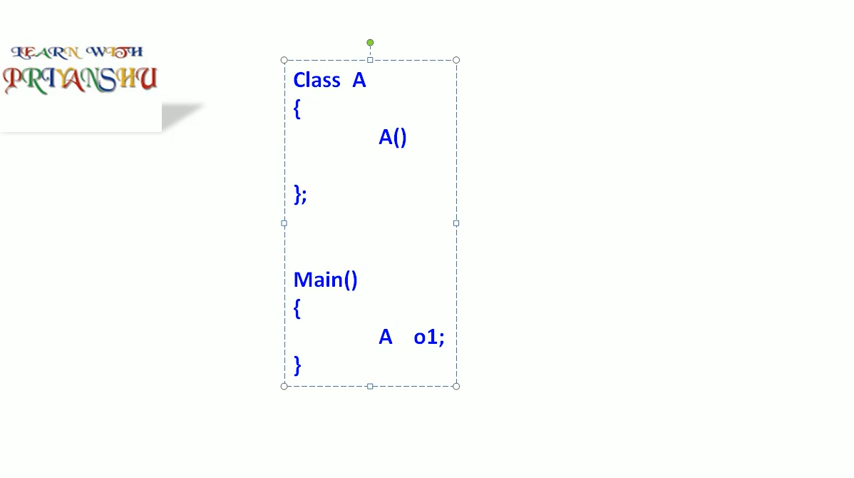 LEARN WITH
PRIYANSHU
Class A
{
A()
};
Main()
{
A o1;
}